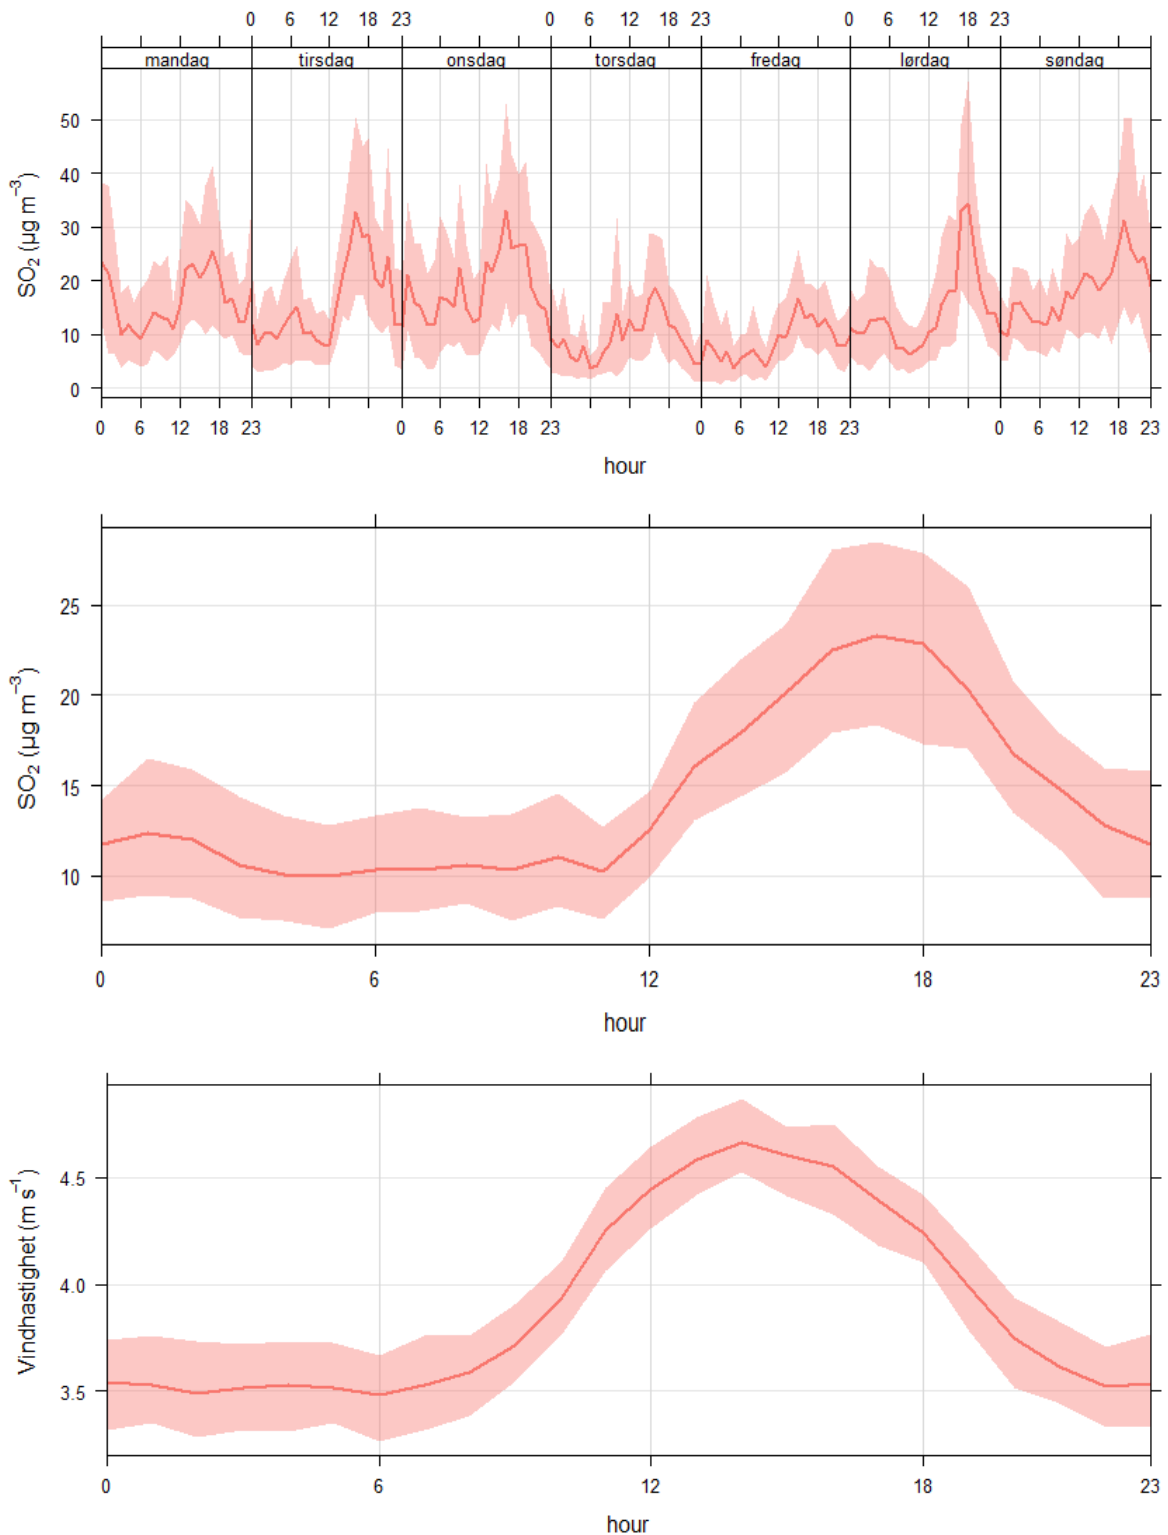 0 6 12 18 23 0 6 12 18 23 0 6 12 18 23
mandag tirsdag onsdag torsdag fredag lørdag søndag
50
40
30
20
10
0
SO₂ (µg m⁻³)
0 6 12 18 23 0 6 12 18 23 0 6 12 18 23 0 6 12 18 23
hour
25
20
15
10
SO₂ (µg m⁻³)
0 6 12 18 23
hour
4.5
4.0
3.5
Vindhastighet (m s⁻¹)
0 6 12 18 23
hour